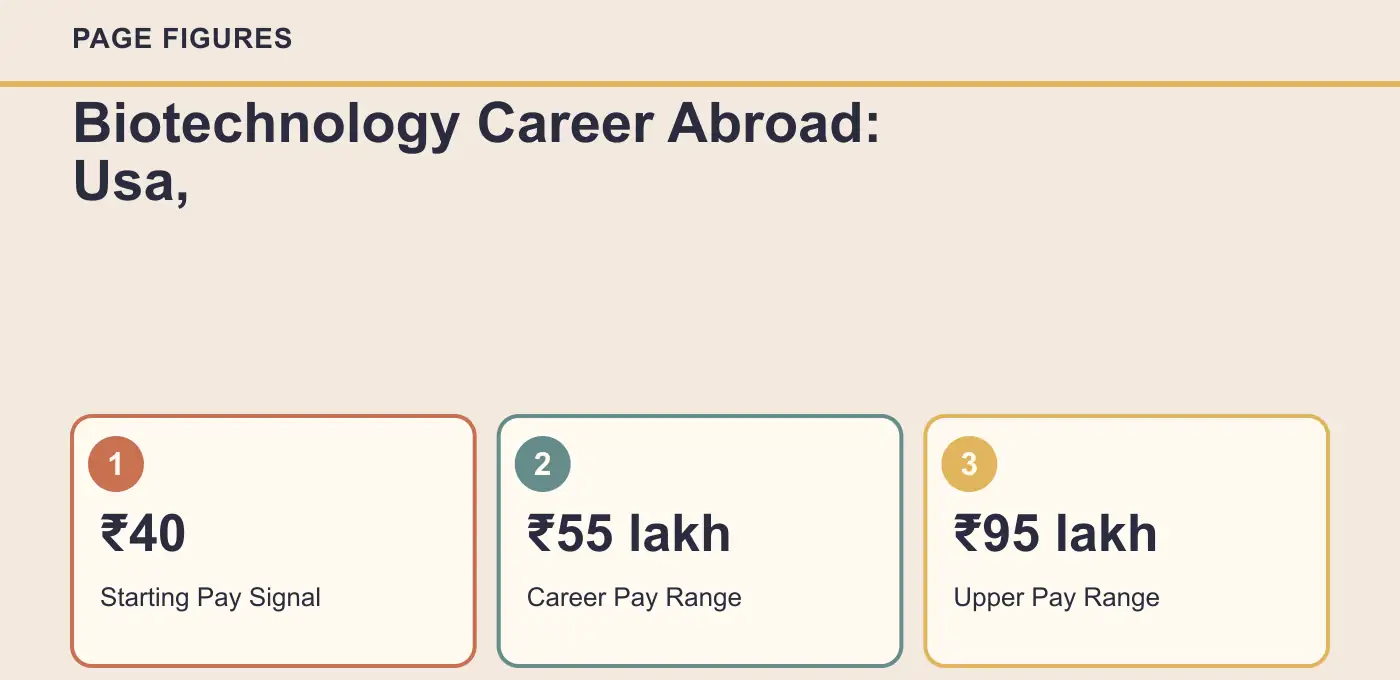 PAGE FIGURES
Biotechnology Career Abroad:
Usa,
1
₹40
Starting Pay Signal
2
₹55 lakh
Career Pay Range
3
₹95 lakh
Upper Pay Range